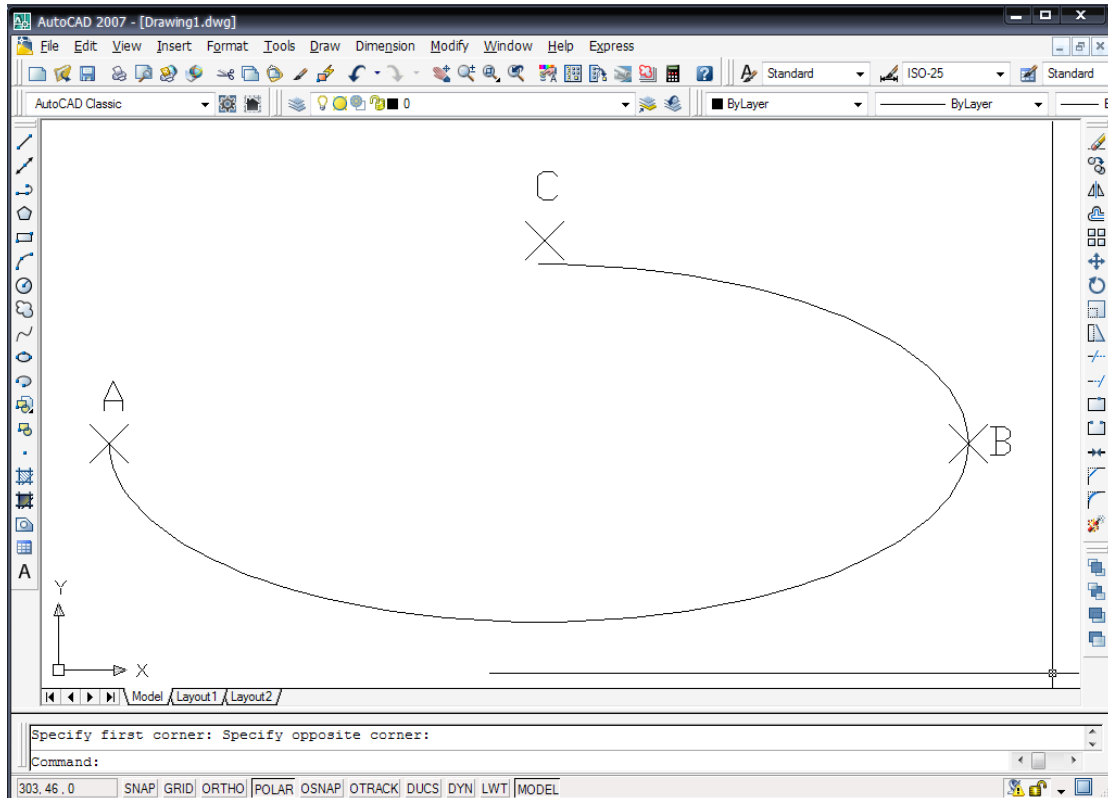 AutoCAD 2007 - [Drawing1.dwg]
File Edit View Insert Format Tools Draw Dimension Modify Window Help Express
Standard ISO-25 Standard
AutoCAD Classic 0 ByLayer ByLayer
C
A
B
A
Y
X
Model Layout1 Layout2
Specify first corner: Specify opposite corner:
Command:
303, 46 , 0 SNAP GRID ORTHO POLAR OSNAP OTRACK DUCS DYN LWT MODEL